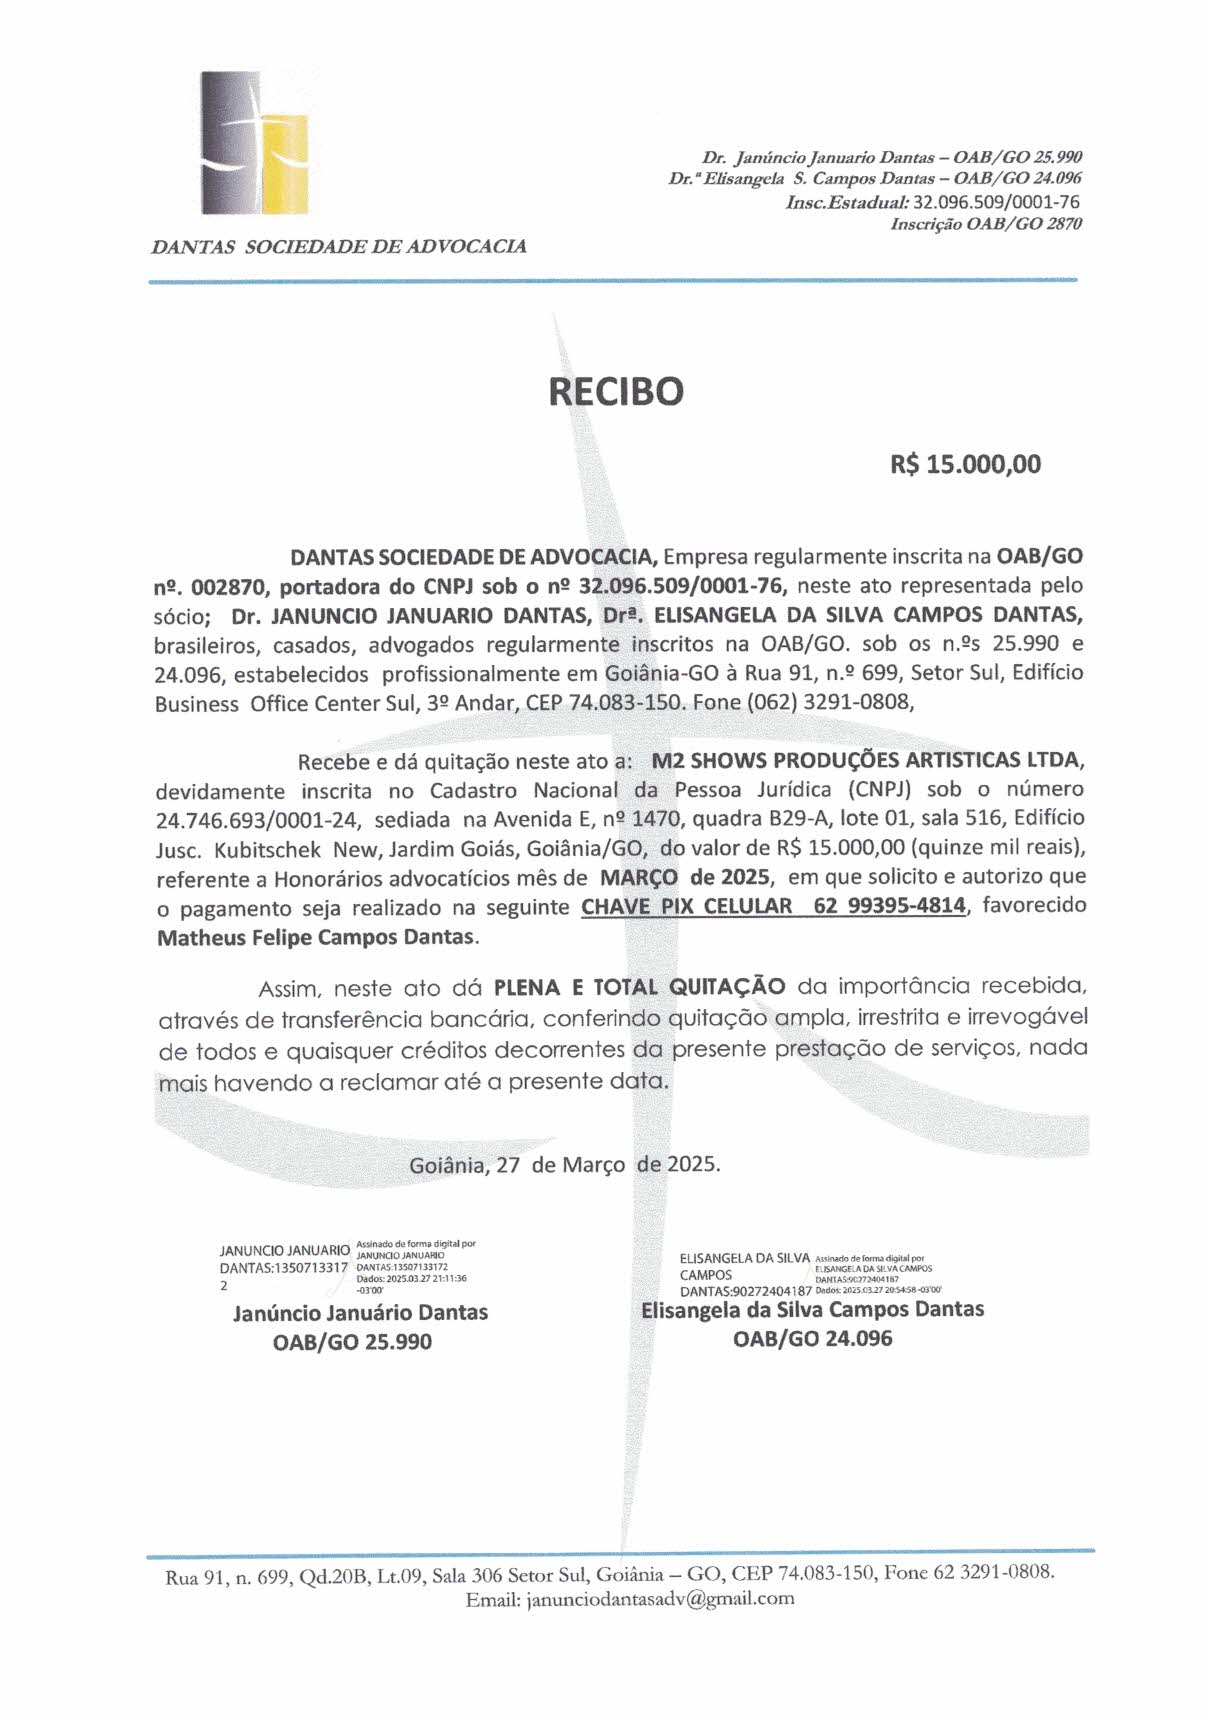 Dr. Janúncio Januario Dantas – OAB/GO 25.990
Dr.ª Elisangela S. Campos Dantas – OAB/GO 24.096
Insc.Estadual: 32.096.509/0001-76
Inscrição OAB/GO 2870
DANTAS SOCIEDADE DE ADVOCACIA
RECIBO
R$ 15.000,00
DANTAS SOCIEDADE DE ADVOCACIA, Empresa regularmente inscrita na OAB/GO
nº. 002870, portadora do CNPJ sob o nº 32.096.509/0001-76, neste ato representada pelo
sócio; Dr. JANUNCIO JANUARIO DANTAS, Drª. ELISANGELA DA SILVA CAMPOS DANTAS,
brasileiros, casados, advogados regularmente inscritos na OAB/GO. sob os n.ºs 25.990 e
24.096, estabelecidos profissionalmente em Goiânia-GO à Rua 91, n.º 699, Setor Sul, Edifício
Business Office Center Sul, 3º Andar, CEP 74.083-150. Fone (062) 3291-0808,
Recebe e dá quitação neste ato a: M2 SHOWS PRODUÇÕES ARTISTICAS LTDA,
devidamente inscrita no Cadastro Nacional da Pessoa Jurídica (CNPJ) sob o número
24.746.693/0001-24, sediada na Avenida E, nº 1470, quadra B29-A, lote 01, sala 516, Edifício
Jusc. Kubitschek New, Jardim Goiás, Goiânia/GO, do valor de R$ 15.000,00 (quinze mil reais),
referente a Honorários advocatícios mês de MARÇO de 2025, em que solicito e autorizo que
o pagamento seja realizado na seguinte CHAVE PIX CELULAR 62 99395-4814, favorecido
Matheus Felipe Campos Dantas.
Assim, neste ato dá PLENA E TOTAL QUITAÇÃO da importância recebida,
através de transferência bancária, conferindo quitação ampla, irrestrita e irrevogável
de todos e quaisquer créditos decorrentes da presente prestação de serviços, nada
mais havendo a reclamar até a presente data.
Goiânia, 27 de Março de 2025.
JANUNCIO JANUARIO
DANTAS:1350713317
2
Assinado de forma digital por
JANUNCIO JANUARIO
DANTAS:13507133172
Dados: 2025.03.27 21:11:36
-03'00'
Janúncio Januário Dantas
OAB/GO 25.990
ELISANGELA DA SILVA
CAMPOS
DANTAS:90272404187
Assinado de forma digital por
ELISANGELA DA SILVA CAMPOS
DANTAS:90272404187
Dados: 2025.03.27 20:54:58 -03'00'
Elisangela da Silva Campos Dantas
OAB/GO 24.096
Rua 91, n. 699, Qd.20B, Lt.09, Sala 306 Setor Sul, Goiânia – GO, CEP 74.083-150, Fone 62 3291-0808.
Email: janunciodantasadv@gmail.com